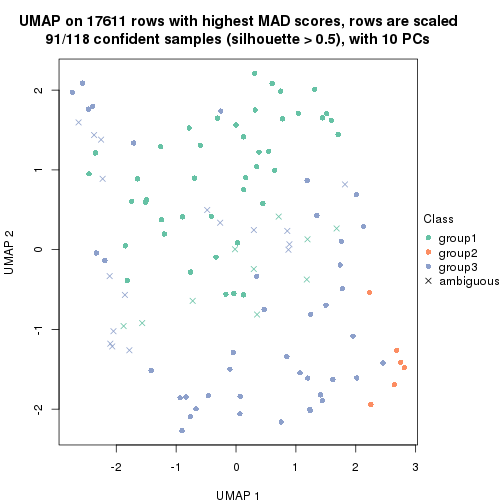 UMAP on 17611 rows with highest MAD scores, rows are scaled
91/118 confident samples (silhouette > 0.5), with 10 PCs
2
1
0
-1
-2
UMAP 2
-2
-1
0
1
2
3
UMAP 1
Class
group1
group2
group3
ambiguous